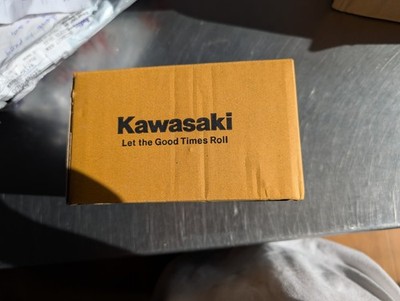 Kawasaki
Let the Good Times Roll